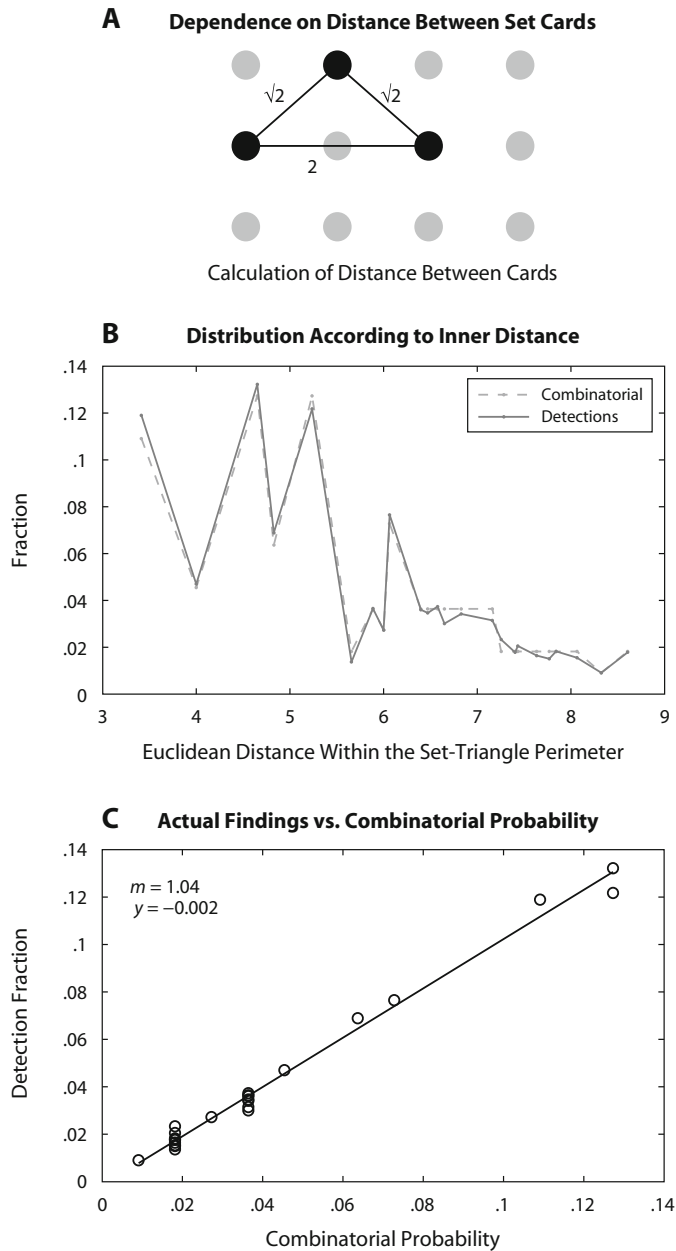 A Dependence on Distance Between Set Cards
√2 √2
2
Calculation of Distance Between Cards
B Distribution According to Inner Distance
.14
.12
.1
.08
.06
.04
.02
0
Fraction
Combinatorial
Detections
3 4 5 6 7 8 9
Euclidean Distance Within the Set-Triangle Perimeter
C Actual Findings vs. Combinatorial Probability
.14
.12
.1
.08
.06
.04
.02
0
Detection Fraction
m = 1.04
y = −0.002
0 .02 .04 .06 .08 .1 .12 .14
Combinatorial Probability